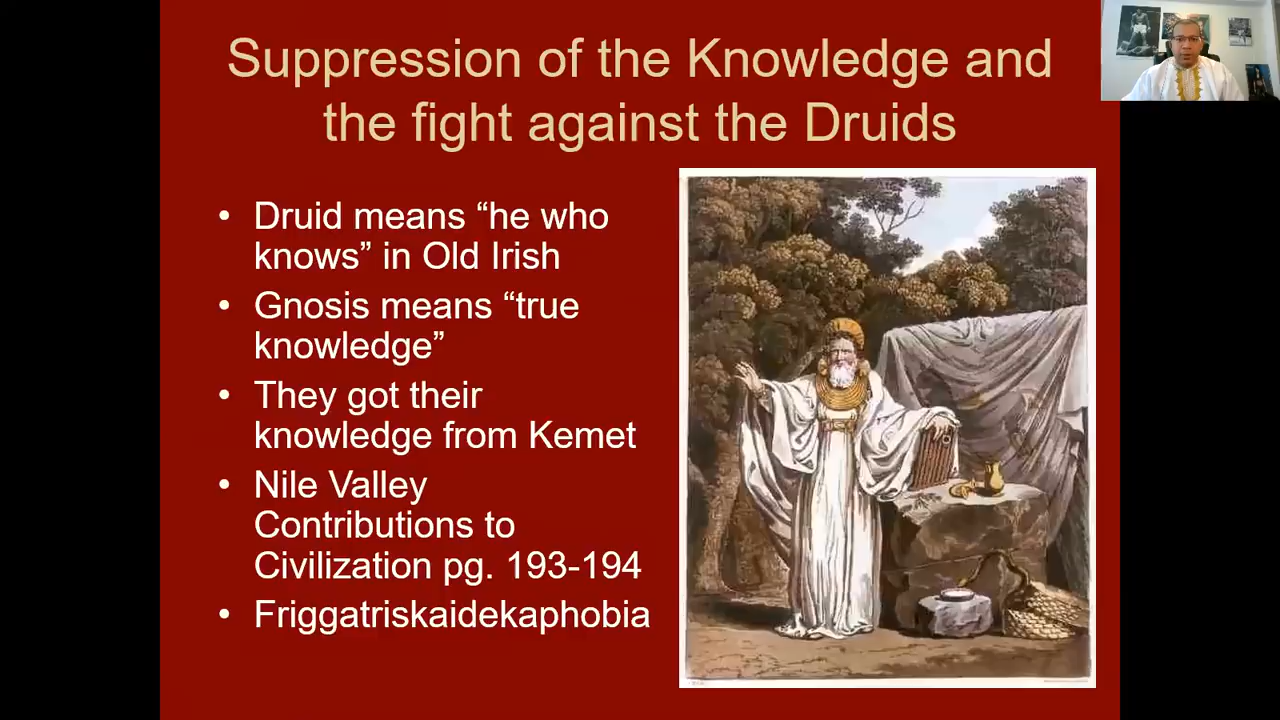 Suppression of the Knowledge and
the fight against the Druids
• Druid means “he who
knows” in Old Irish
• Gnosis means “true
knowledge”
• They got their
knowledge from Kemet
• Nile Valley
Contributions to
Civilization pg. 193-194
• Friggatriskaidekaphobia